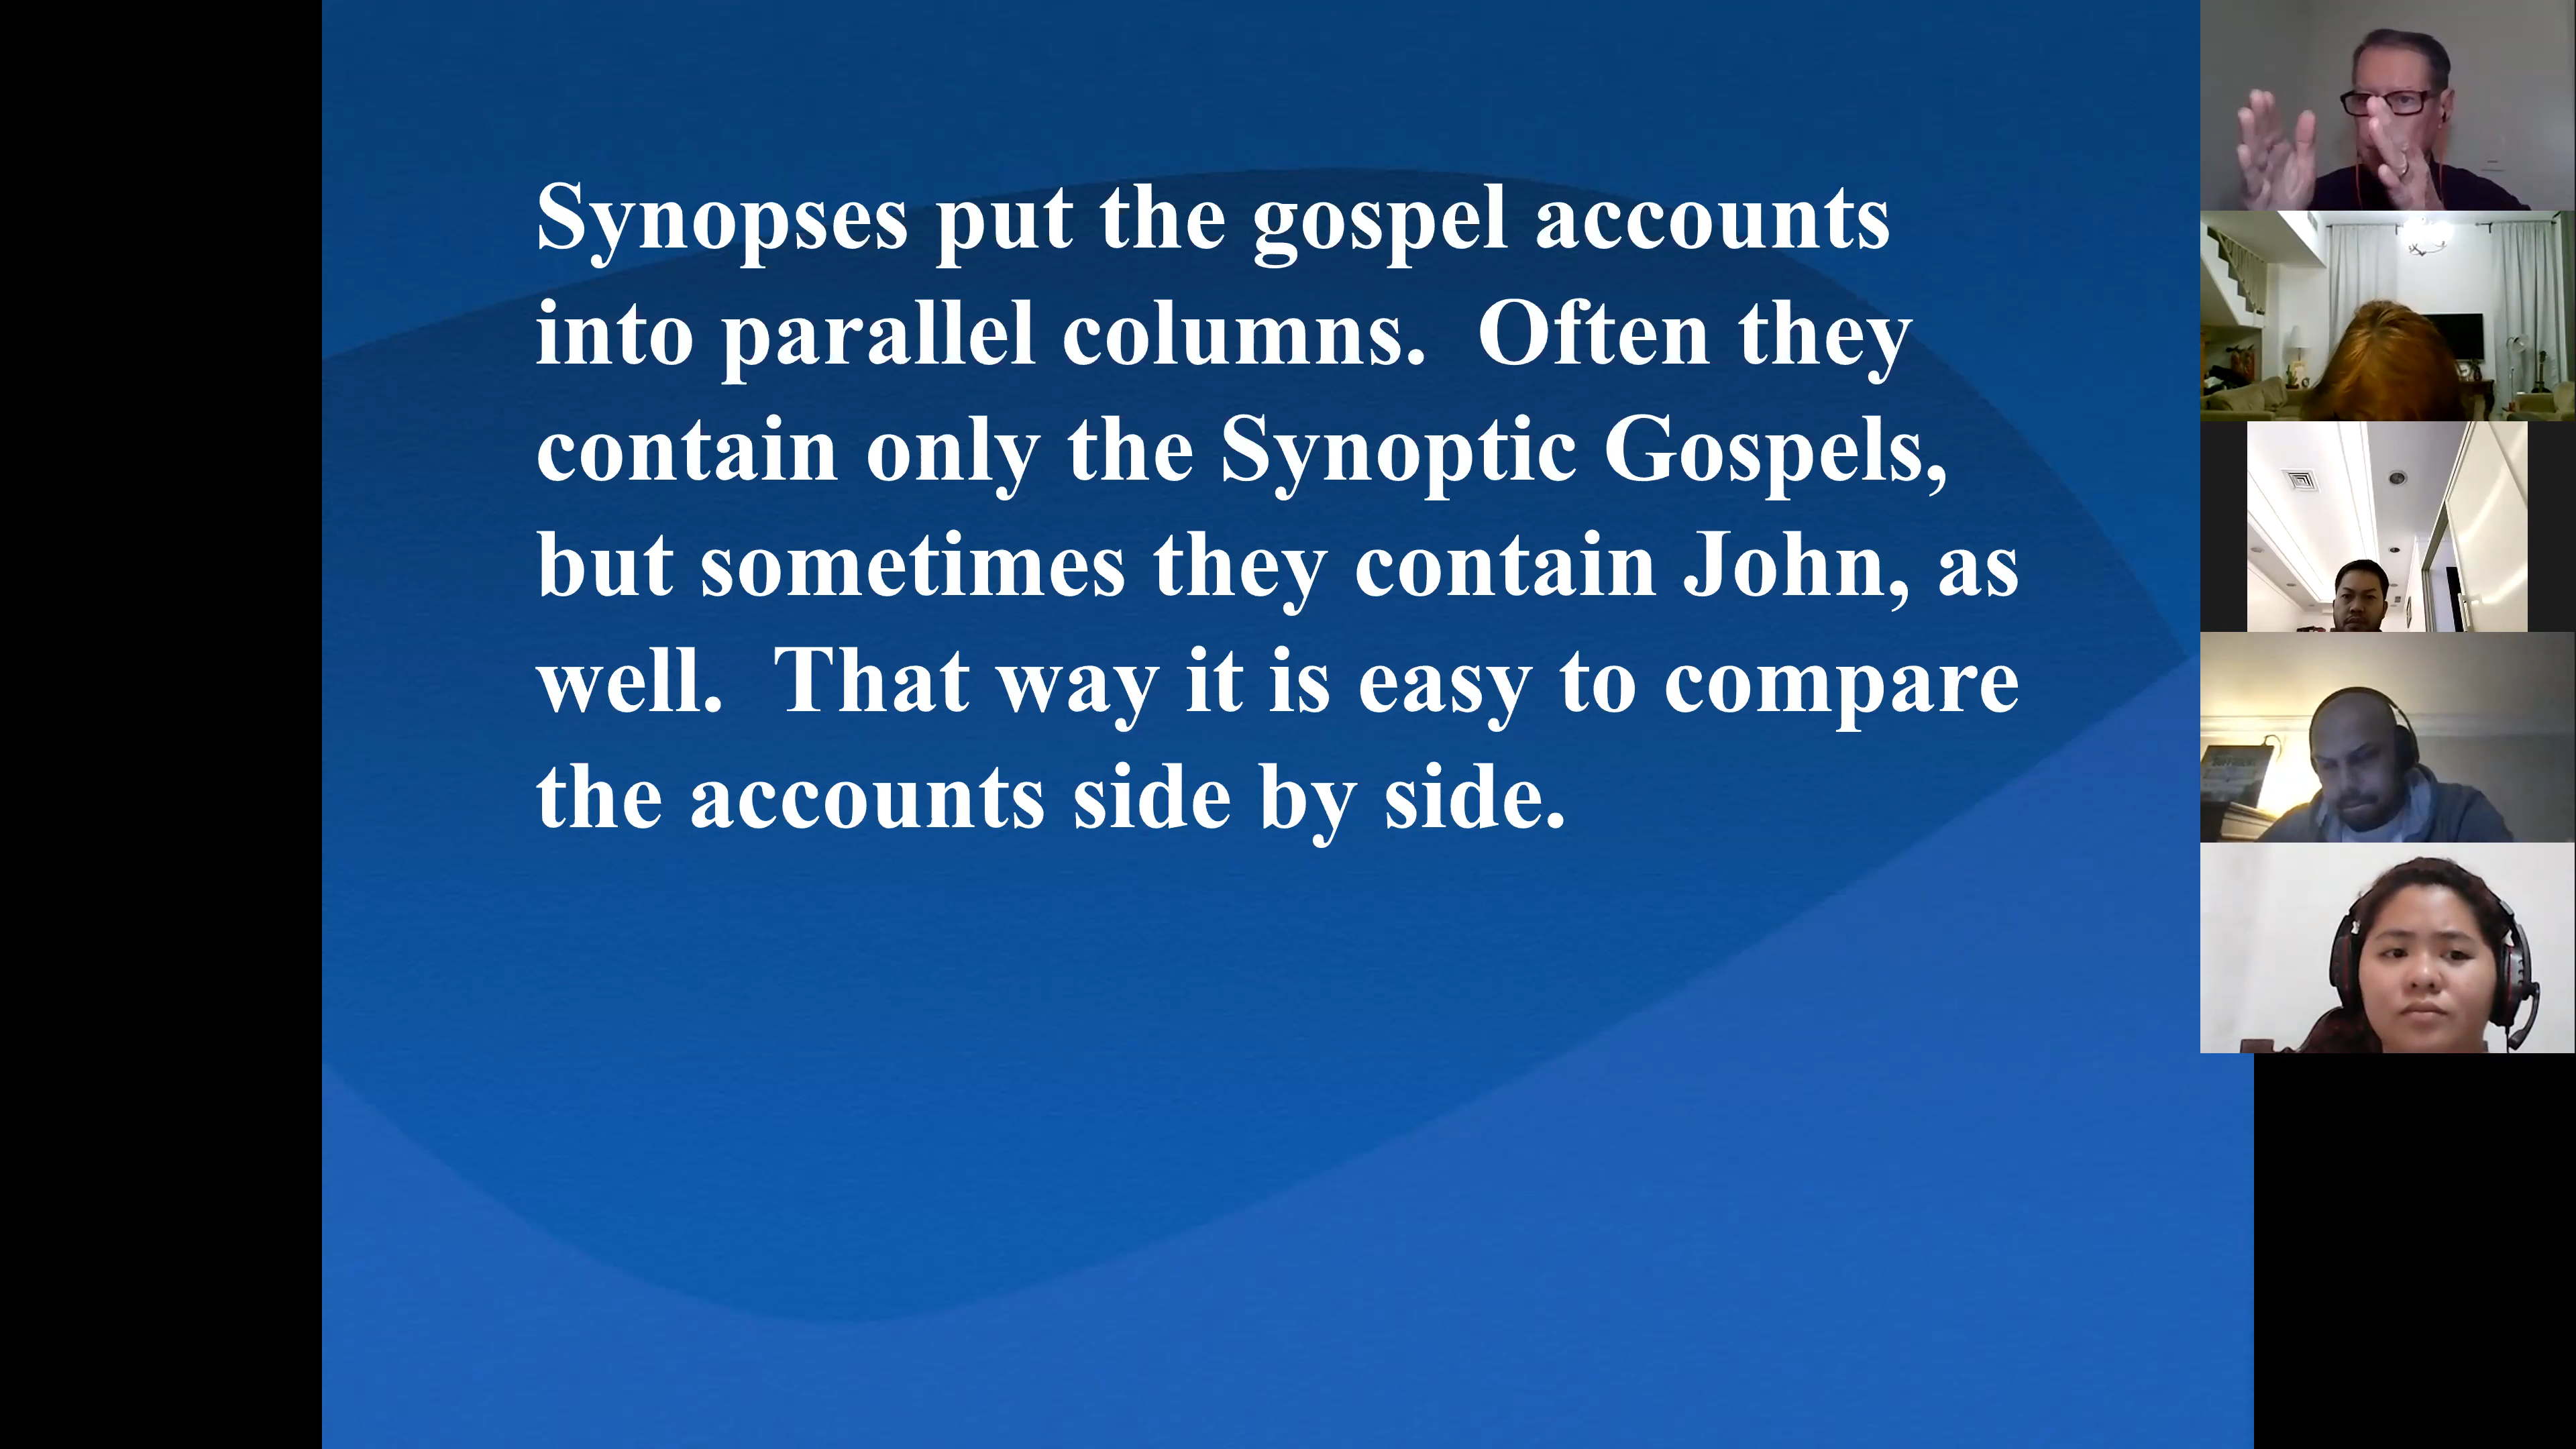 Synopses put the gospel accounts
into parallel columns.  Often they
contain only the Synoptic Gospels,
but sometimes they contain John, as
well.  That way it is easy to compare
the accounts side by side.